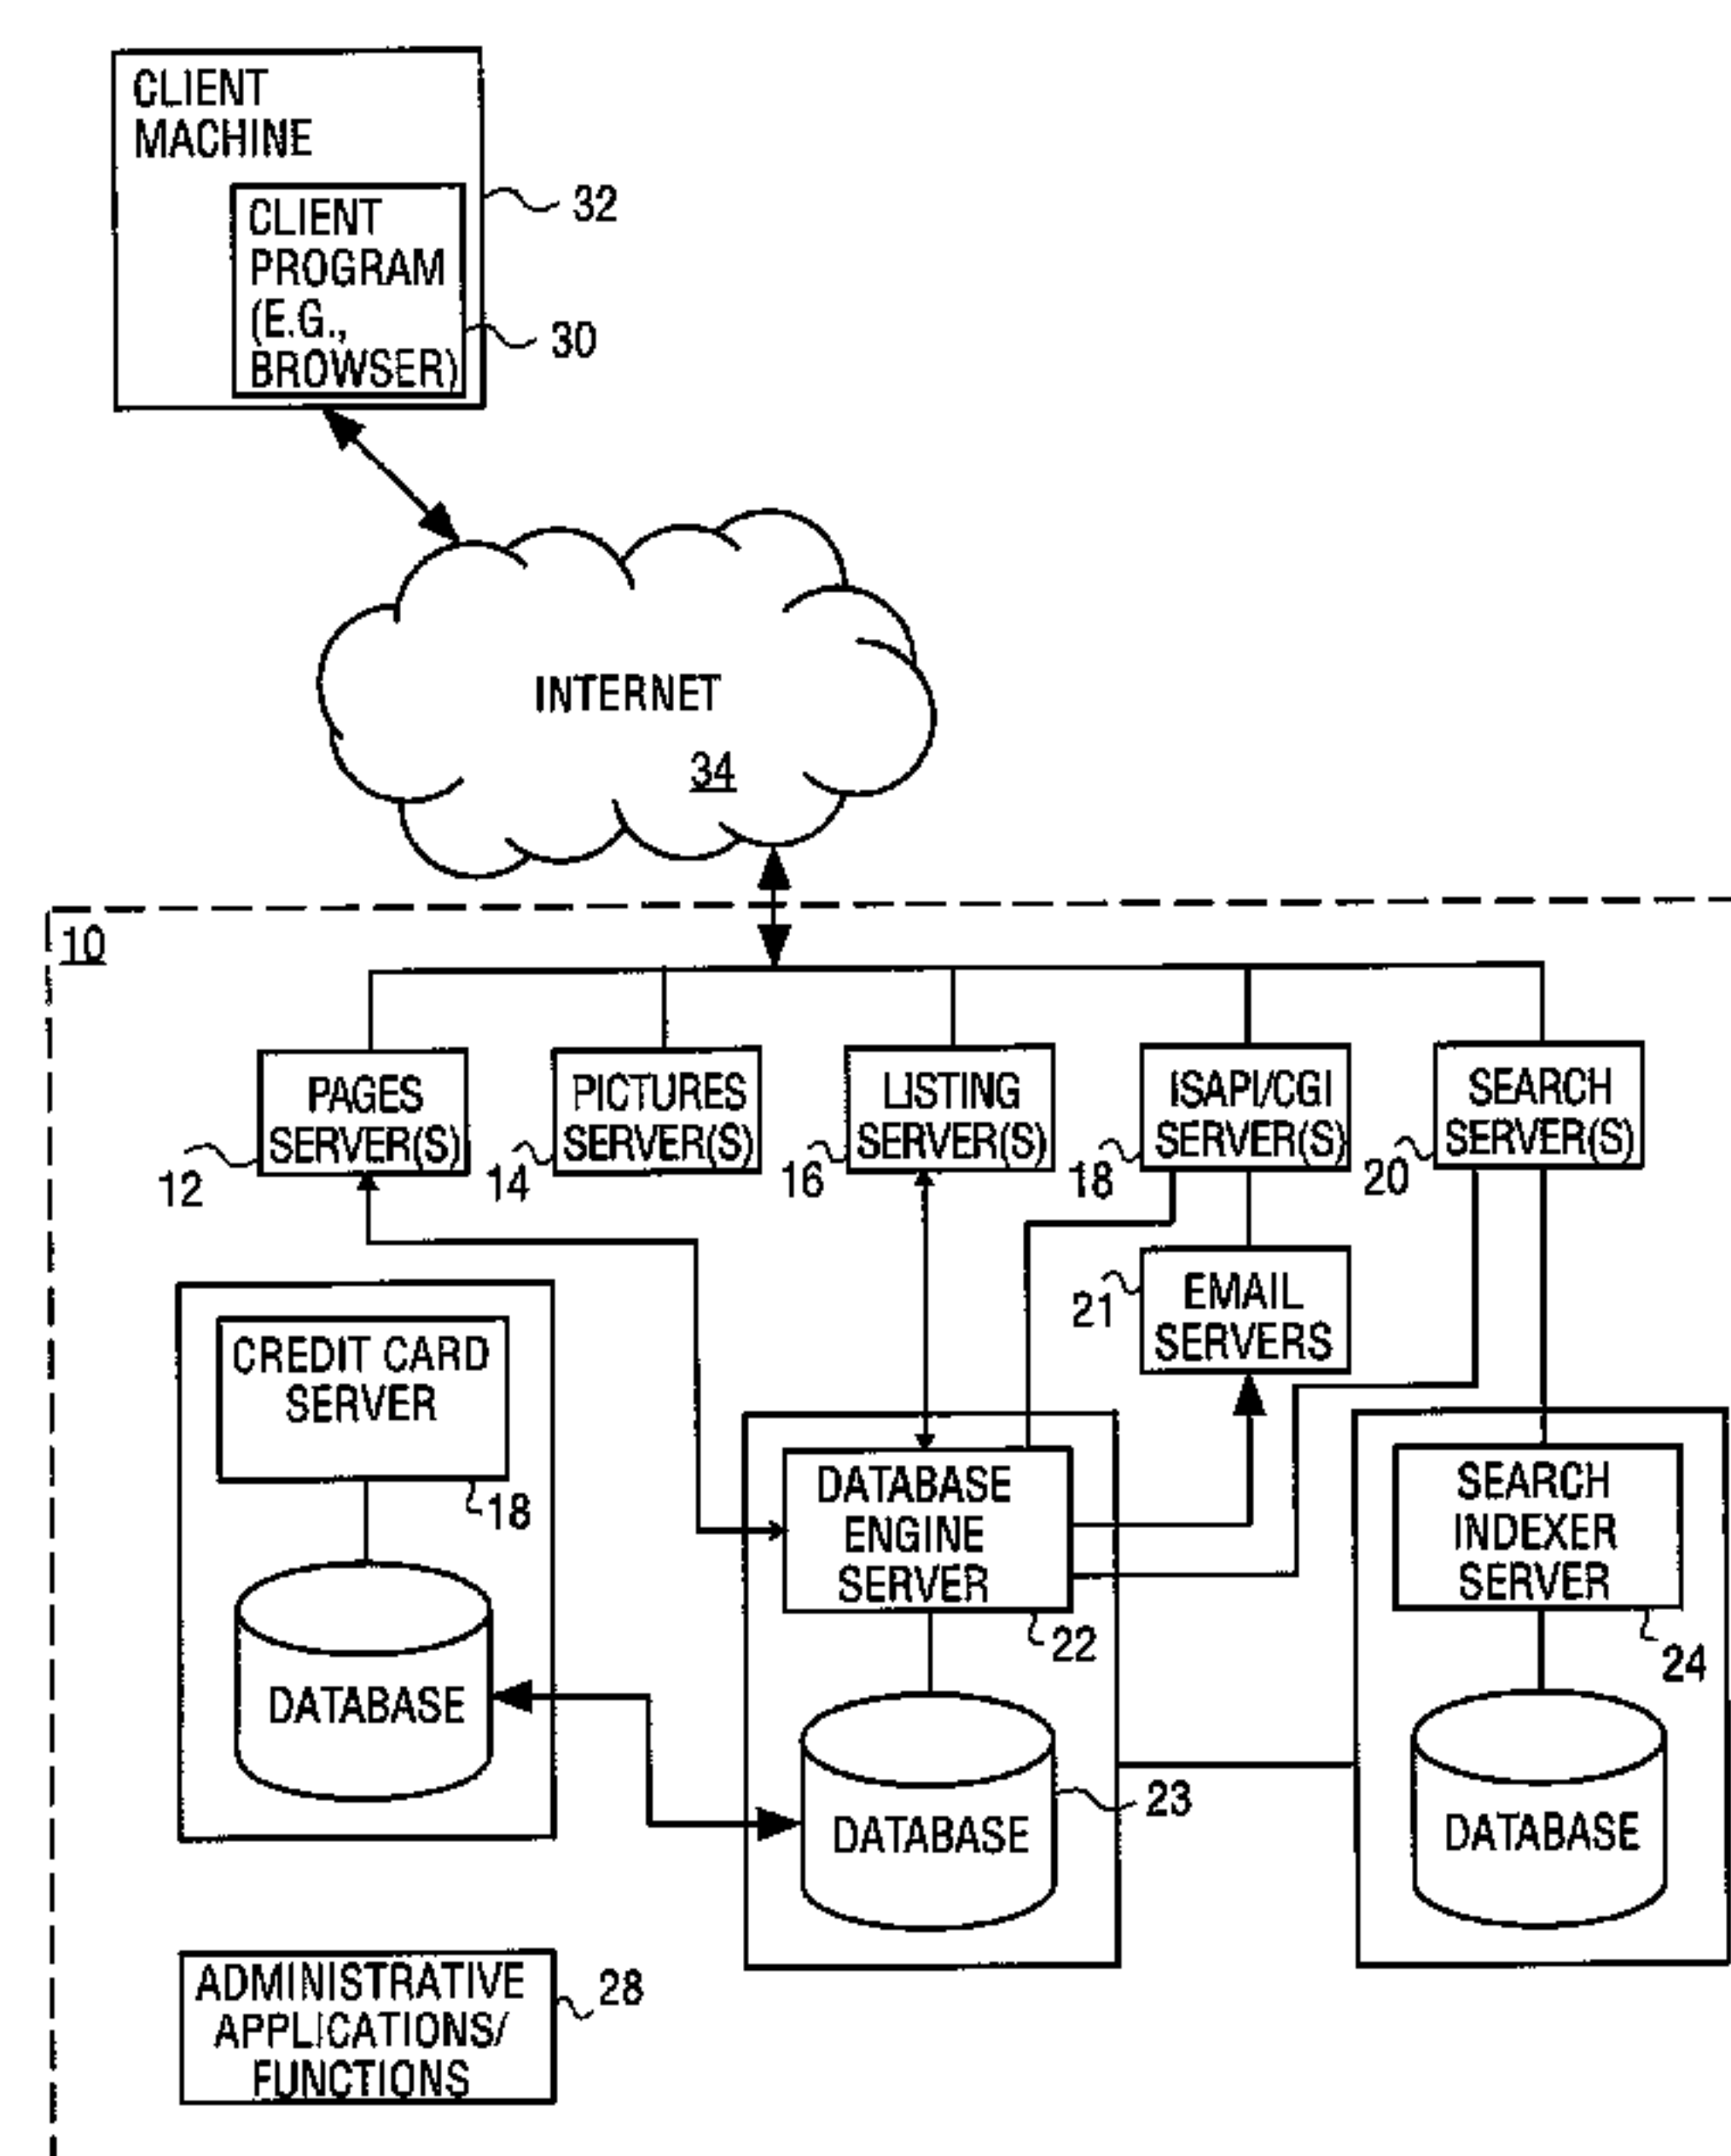 CLIENT
MACHINE
32
CLIENT
PROGRAM
(E.G.,
BROWSER)
30
INTERNET
34
10
PAGES
SERVER(S)
12
PICTURES
SERVER(S)
14
LISTING
SERVER(S)
16
ISAPI/CGI
SERVER(S)
18
SEARCH
SERVER(S)
20
EMAIL
SERVERS
21
CREDIT CARD
SERVER
18
DATABASE
DATABASE
ENGINE
SERVER
22
DATABASE
23
SEARCH
INDEXER
SERVER
24
DATABASE
ADMINISTRATIVE
APPLICATIONS/
FUNCTIONS
28